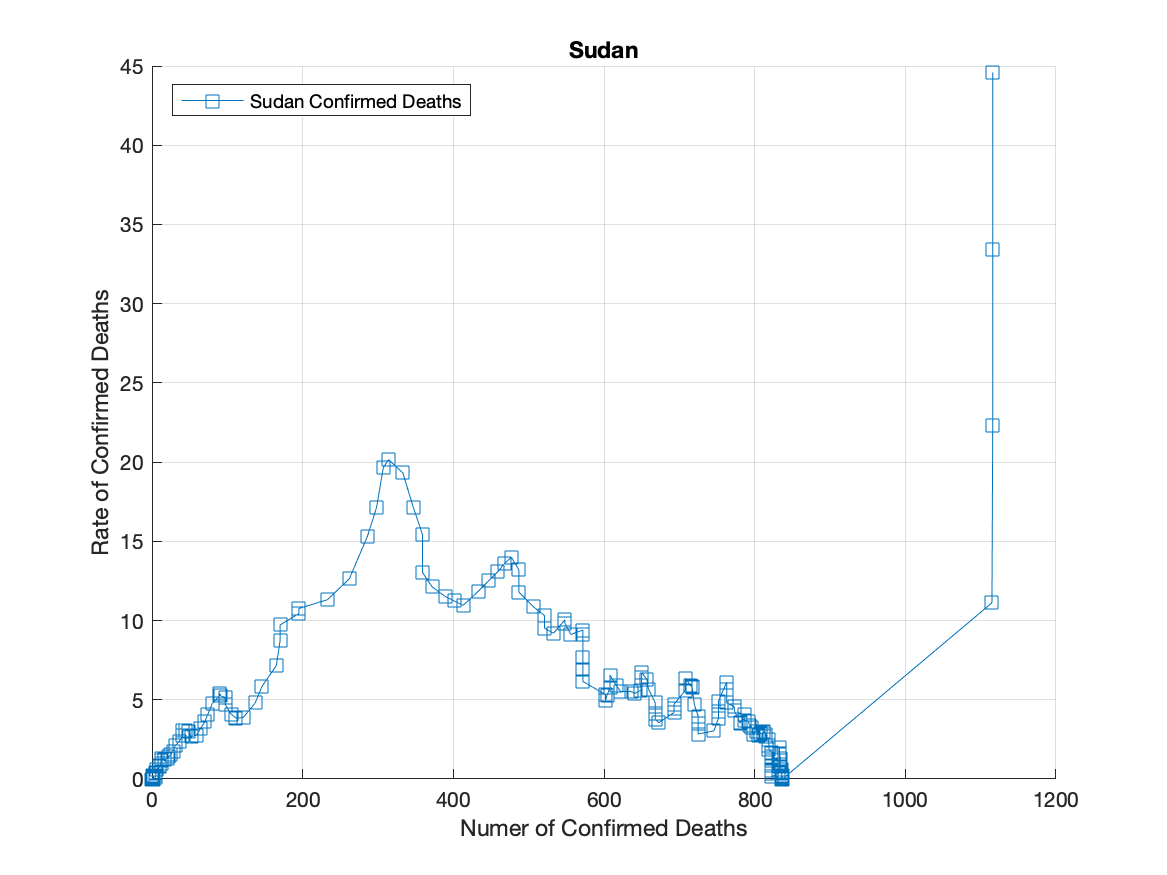 Sudan
Sudan Confirmed Deaths
Rate of Confirmed Deaths
45
40
35
30
25
20
15
10
5
0
0 200 400 600 800 1000 1200
Numer of Confirmed Deaths